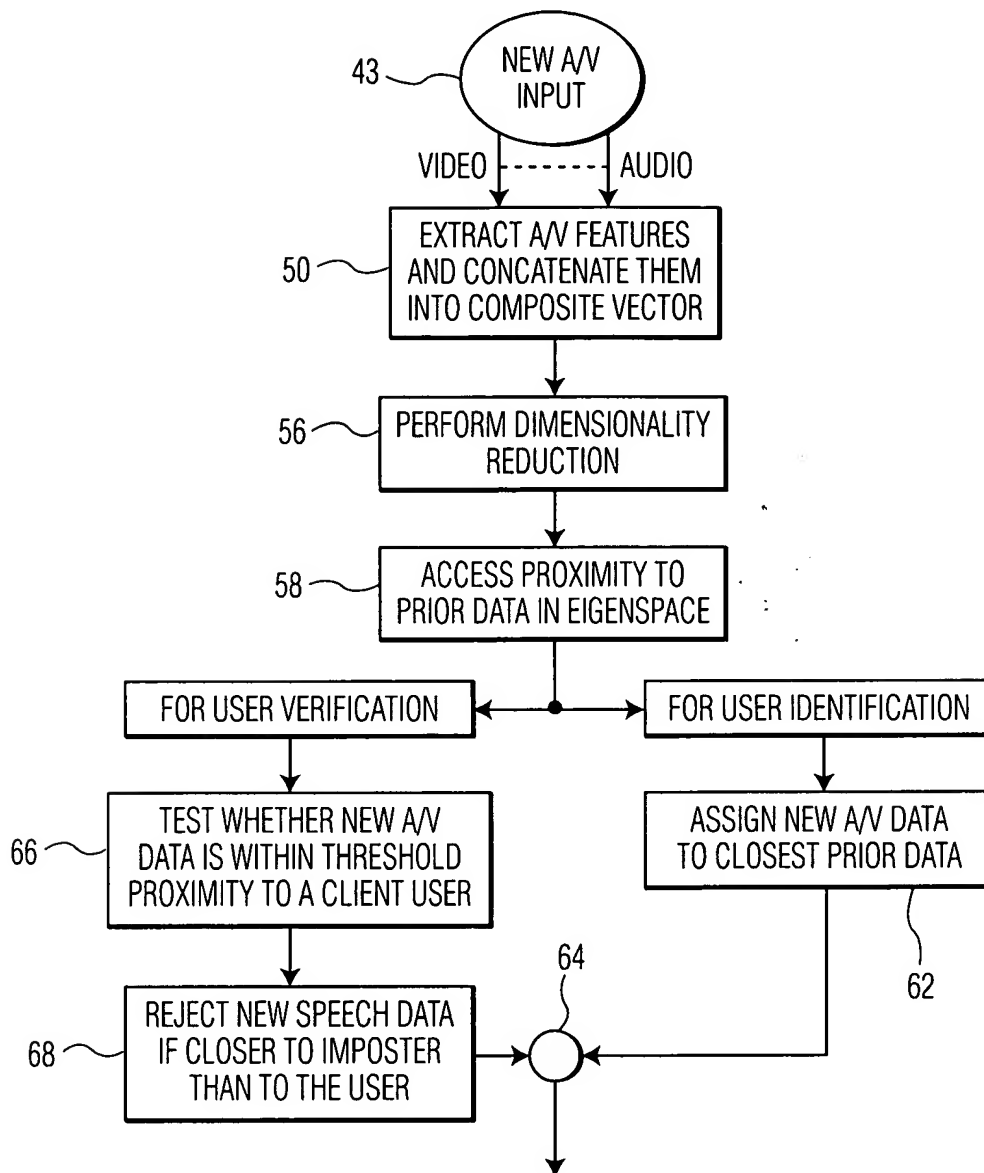 43
NEW A/V
INPUT
VIDEO
AUDIO
50
EXTRACT A/V FEATURES
AND CONCATENATE THEM
INTO COMPOSITE VECTOR
56
PERFORM DIMENSIONALITY
REDUCTION
58
ACCESS PROXIMITY TO
PRIOR DATA IN EIGENSPACE
FOR USER VERIFICATION
FOR USER IDENTIFICATION
66
TEST WHETHER NEW A/V
DATA IS WITHIN THRESHOLD
PROXIMITY TO A CLIENT USER
ASSIGN NEW A/V DATA
TO CLOSEST PRIOR DATA
62
64
68
REJECT NEW SPEECH DATA
IF CLOSER TO IMPOSTER
THAN TO THE USER